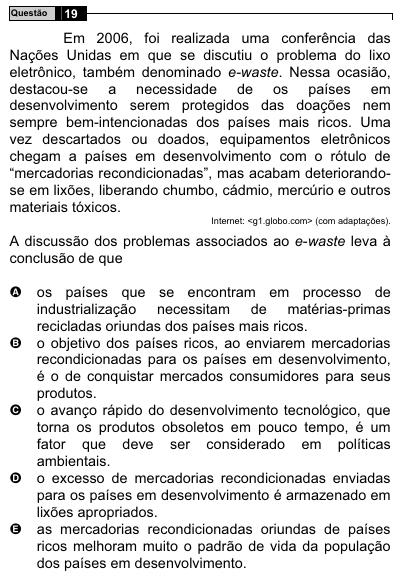 Questão 19
Em 2006, foi realizada uma conferência das
Nações Unidas em que se discutiu o problema do lixo
eletrônico, também denominado e-waste. Nessa ocasião,
destacou-se a necessidade de os países em
desenvolvimento serem protegidos das doações nem
sempre bem-intencionadas dos países mais ricos. Uma
vez descartados ou doados, equipamentos eletrônicos
chegam a países em desenvolvimento com o rótulo de
“mercadorias recondicionadas”, mas acabam deteriorando-
se em lixões, liberando chumbo, cádmio, mercúrio e outros
materiais tóxicos.
Internet: <g1.globo.com> (com adaptações).
A discussão dos problemas associados ao e-waste leva à
conclusão de que
A os países que se encontram em processo de
industrialização necessitam de matérias-primas
recicladas oriundas dos países mais ricos.
B o objetivo dos países ricos, ao enviarem mercadorias
recondicionadas para os países em desenvolvimento,
é o de conquistar mercados consumidores para seus
produtos.
C o avanço rápido do desenvolvimento tecnológico, que
torna os produtos obsoletos em pouco tempo, é um
fator que deve ser considerado em políticas
ambientais.
D o excesso de mercadorias recondicionadas enviadas
para os países em desenvolvimento é armazenado em
lixões apropriados.
E as mercadorias recondicionadas oriundas de países
ricos melhoram muito o padrão de vida da população
dos países em desenvolvimento.